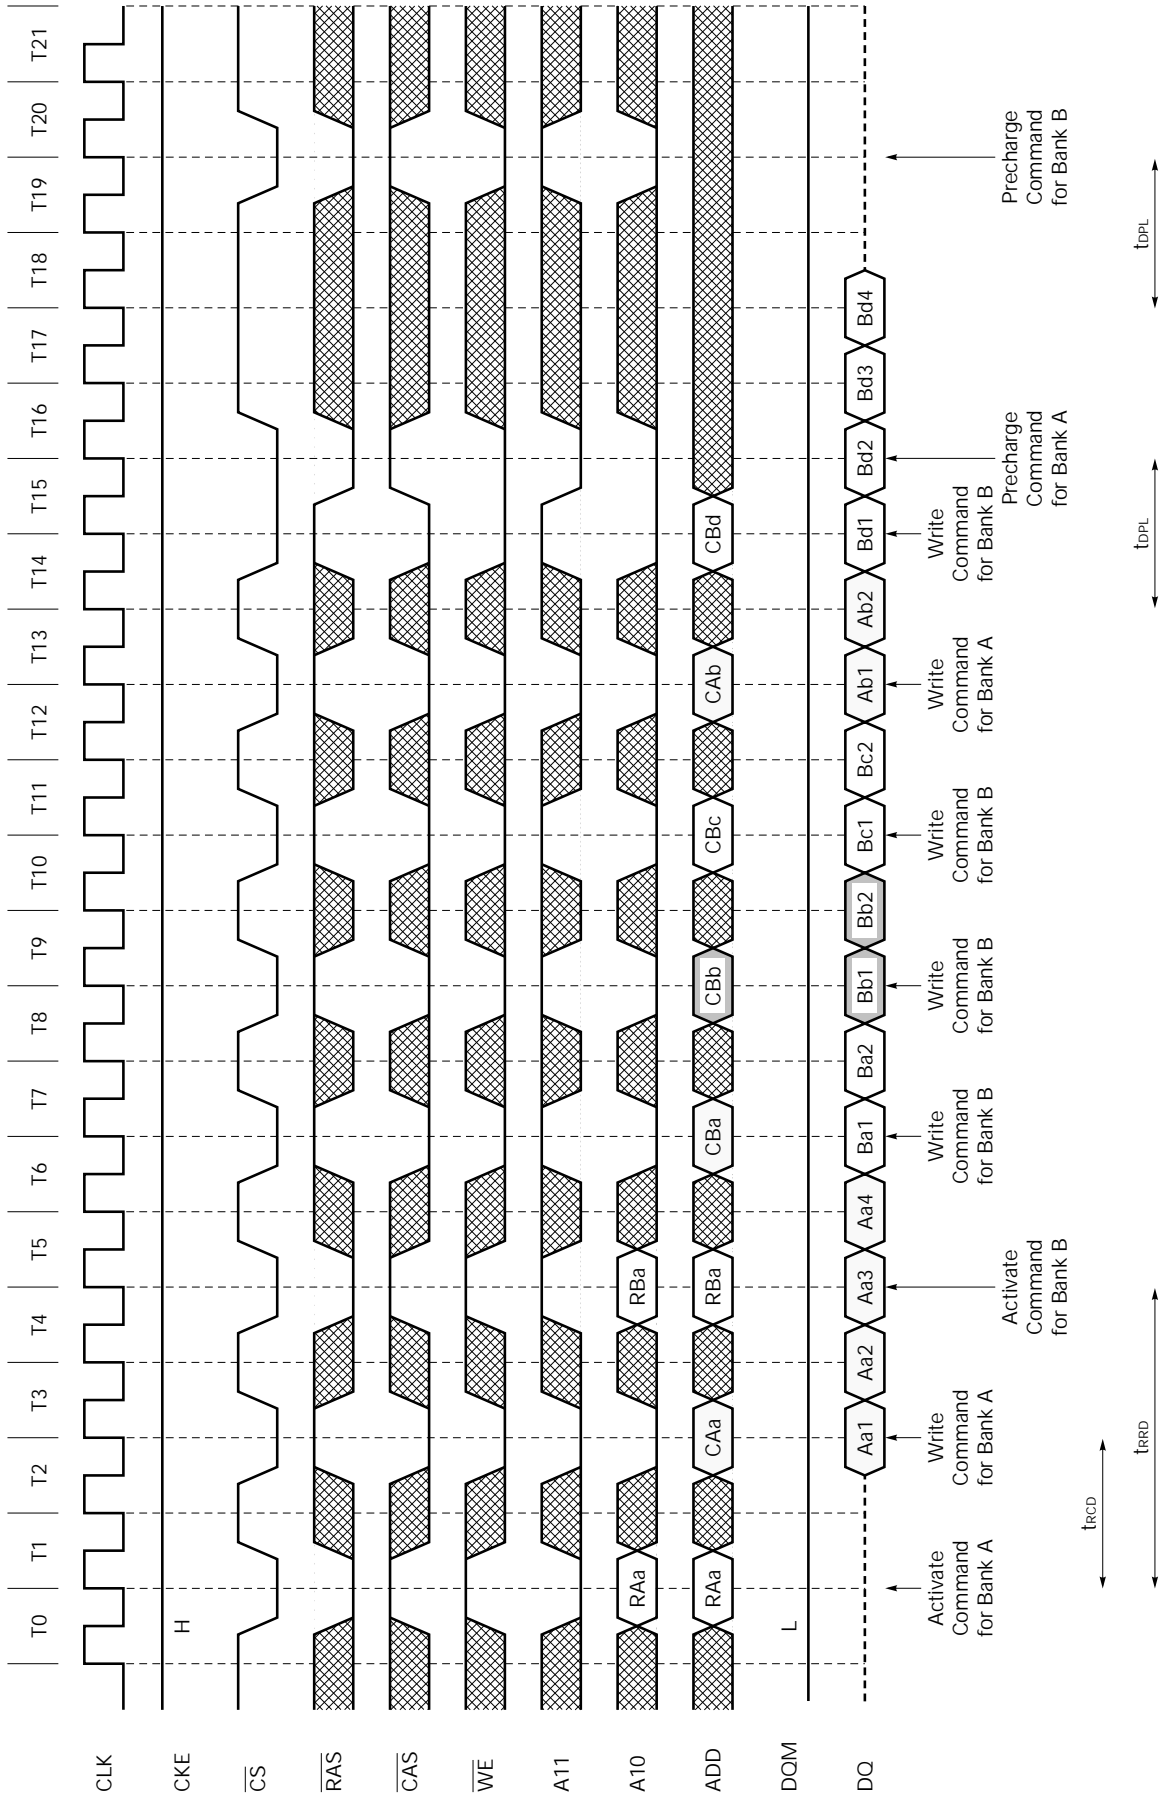 T0 T1 T2 T3 T4 T5 T6 T7 T8 T9 T10 T11 T12 T13 T14 T15 T16 T17 T18 T19 T20 T21
CLK
CKE H
CS
RAS
CAS
WE
A11
A10 RAa RBa
ADD RAa CAa RBa CBa CBb CBc CAb CBd
DQM L
DQ Aa1 Aa2 Aa3 Aa4 Ba1 Ba2 Bb1 Bb2 Bc1 Bc2 Ab1 Ab2 Bd1 Bd2 Bd3 Bd4
Activate
Command
for Bank A
Write
Command
for Bank A
Activate
Command
for Bank B
Write
Command
for Bank B
Write
Command
for Bank B
Write
Command
for Bank B
Write
Command
for Bank A
Write
Command
for Bank B
Precharge
Command
for Bank A
Precharge
Command
for Bank B
tRCD
tRRD
tDPL
tDPL